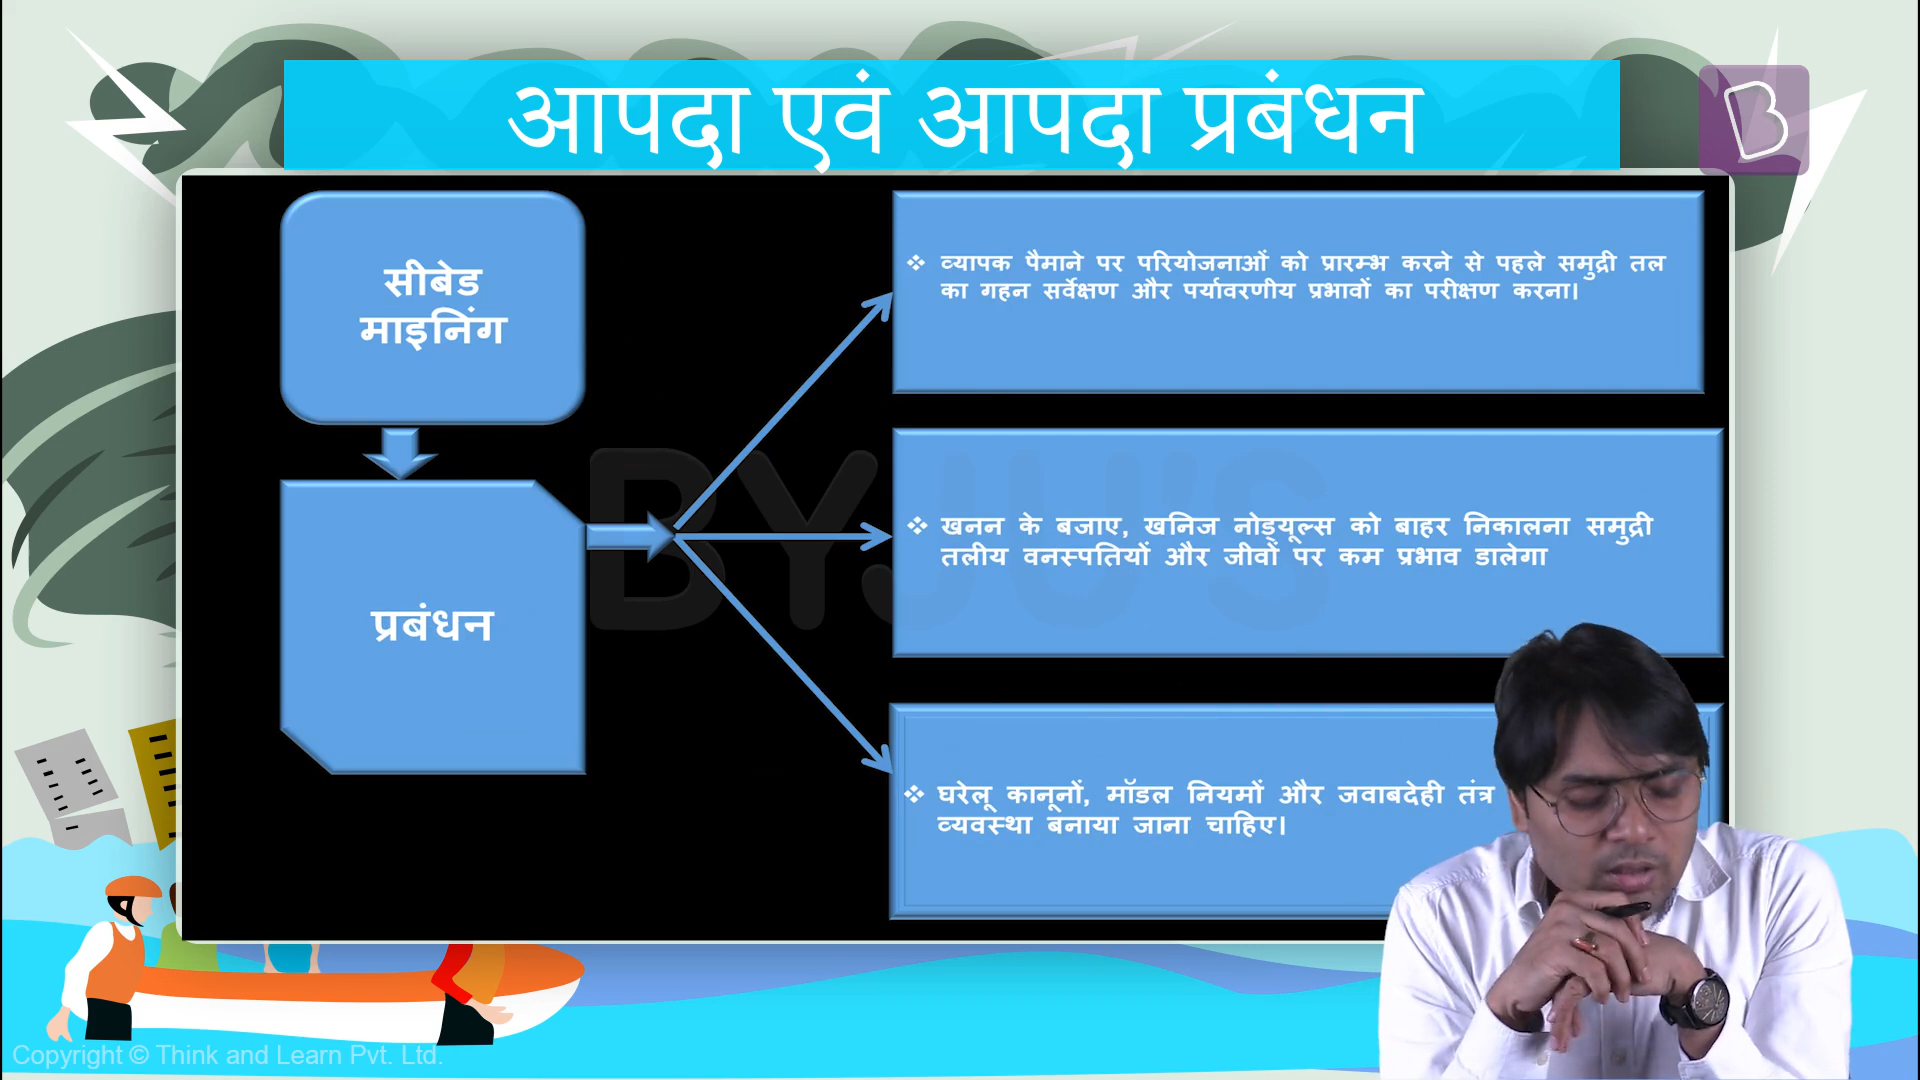 आपदा एवं आपदा प्रबंधन
सीबेड
माइनिंग
प्रबंधन
❖ व्यापक पैमाने पर परियोजनाओं को प्रारम्भ करने से पहले समुद्री तल
का गहन सर्वेक्षण और पर्यावरणीय प्रभावों का परीक्षण करना।
❖ खनन के बजाए, खनिज नोड्यूल्स को बाहर निकालना समुद्री
तलीय वनस्पतियों और जीवों पर कम प्रभाव डालेगा
❖ घरेलू कानूनों, मॉडल नियमों और जवाबदेही तंत्र
व्यवस्था बनाया जाना चाहिए।
BYJU'S
Copyright © Think and Learn Pvt. Ltd.